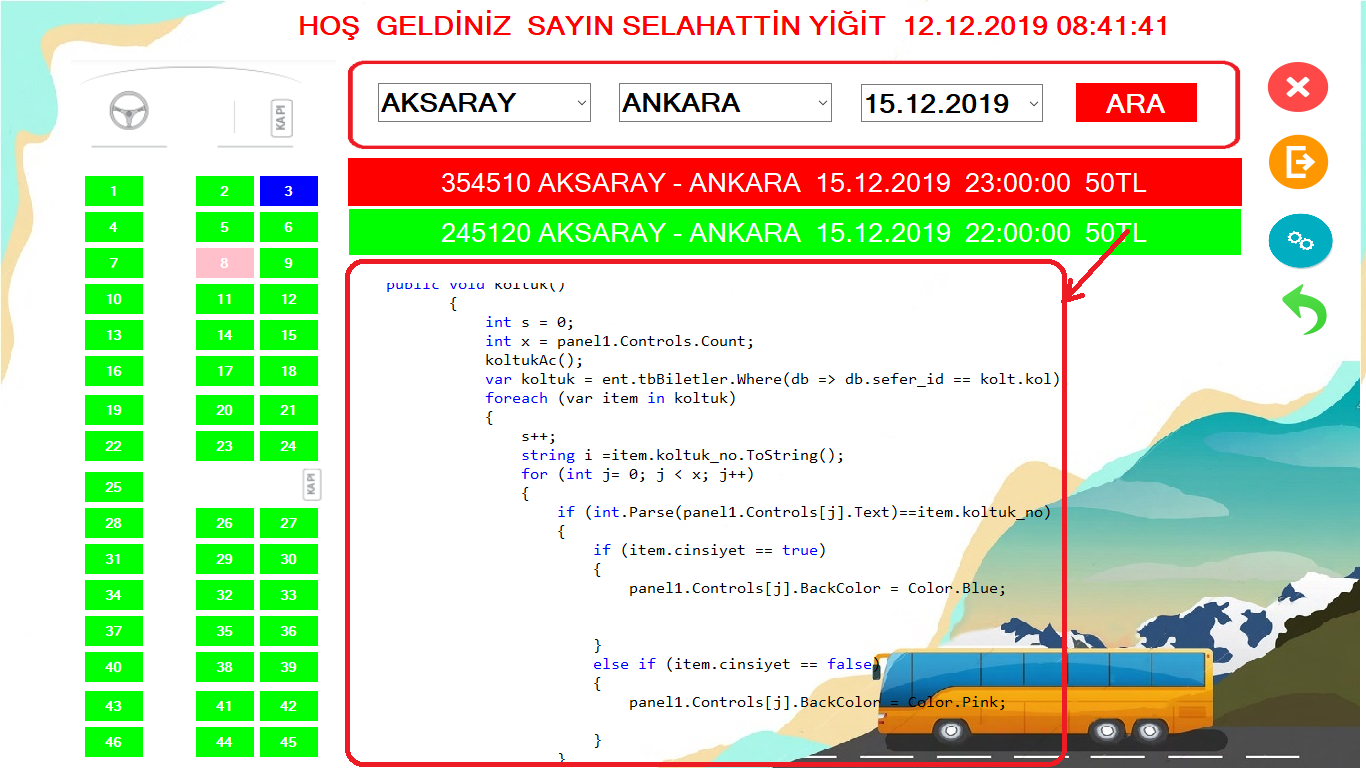 HOŞ GELDİNİZ SAYIN SELAHATTİN YİĞİT 12.12.2019 08:41:41
AKSARAY ANKARA 15.12.2019 ARA
354510 AKSARAY - ANKARA 15.12.2019 23:00:00 50TL
245120 AKSARAY - ANKARA 15.12.2019 22:00:00 50TL
KAPI
1 2 3
4 5 6
7 8 9
10 11 12
13 14 15
16 17 18
19 20 21
22 23 24
25 KAPI
28 26 27
31 29 30
34 32 33
37 35 36
40 38 39
43 41 42
46 44 45
public void koltuk()
{
int s = 0;
int x = panel1.Controls.Count;
koltukAc();
var koltuk = ent.tbBiletler.Where(db => db.sefer_id == kolt.kol)
foreach (var item in koltuk)
{
s++;
string i =item.koltuk_no.ToString();
for (int j= 0; j < x; j++)
{
if (int.Parse(panel1.Controls[j].Text)==item.koltuk_no)
{
if (item.cinsiyet == true)
{
panel1.Controls[j].BackColor = Color.Blue;
}
else if (item.cinsiyet == false)
{
panel1.Controls[j].BackColor = Color.Pink;
}
}